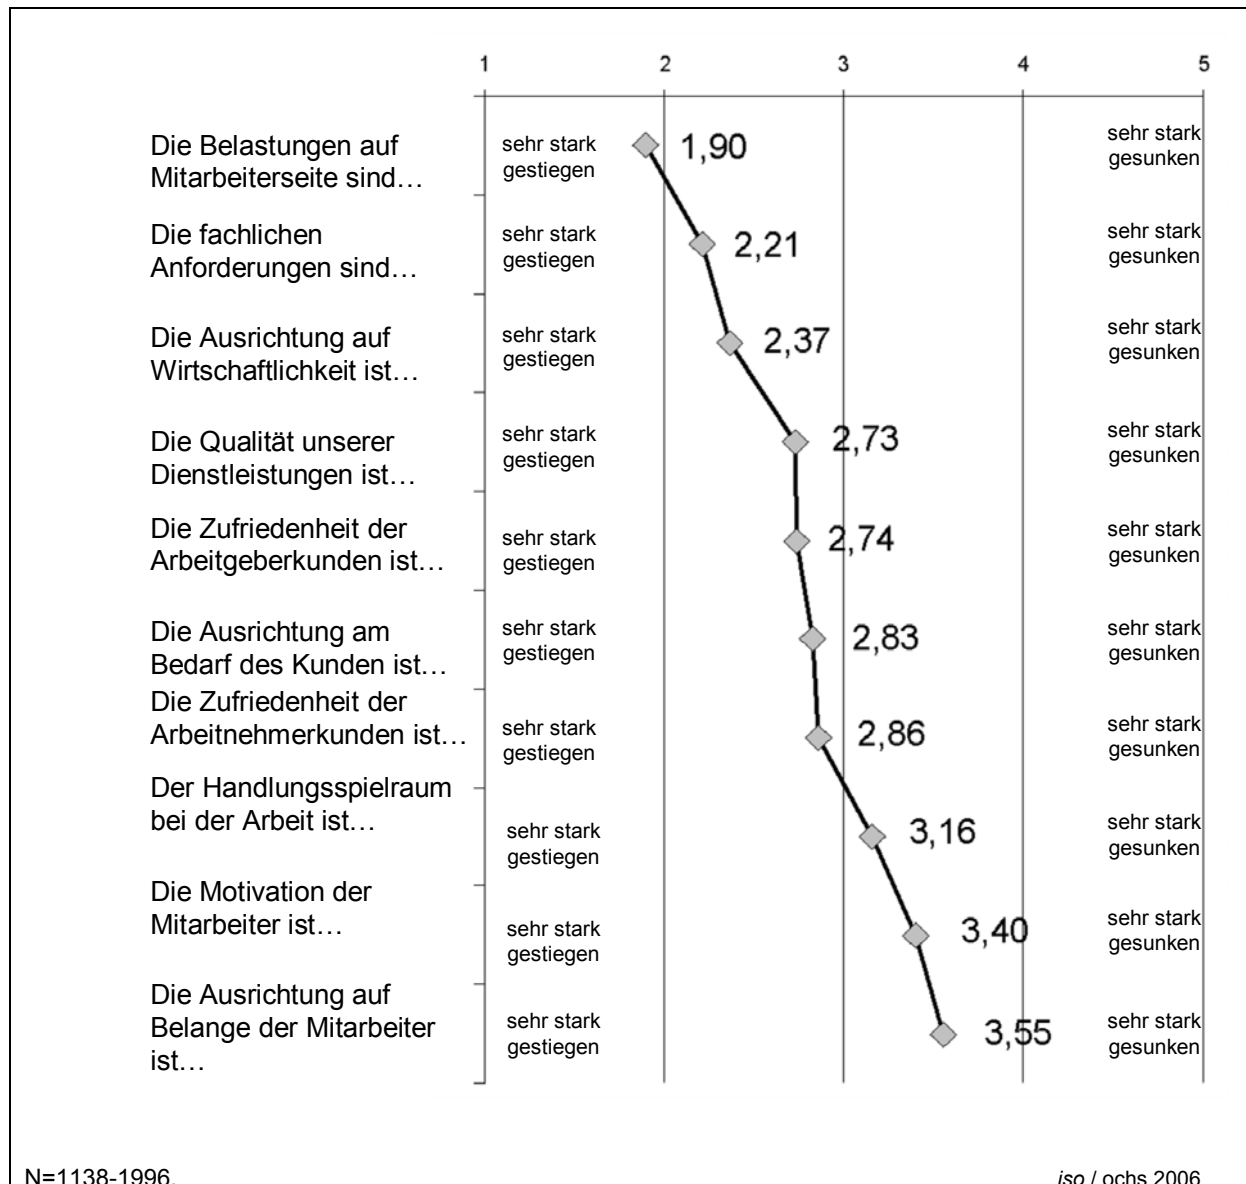 1 2 3 4 5
Die Belastungen auf
Mitarbeiterseite sind…
sehr stark
gestiegen
1,90
sehr stark
gesunken
Die fachlichen
Anforderungen sind…
sehr stark
gestiegen
2,21
sehr stark
gesunken
Die Ausrichtung auf
Wirtschaftlichkeit ist…
sehr stark
gestiegen
2,37
sehr stark
gesunken
Die Qualität unserer
Dienstleistungen ist…
sehr stark
gestiegen
2,73
sehr stark
gesunken
Die Zufriedenheit der
Arbeitgeberkunden ist…
sehr stark
gestiegen
2,74
sehr stark
gesunken
Die Ausrichtung am
Bedarf des Kunden ist…
sehr stark
gestiegen
2,83
sehr stark
gesunken
Die Zufriedenheit der
Arbeitnehmerkunden ist…
sehr stark
gestiegen
2,86
sehr stark
gesunken
Der Handlungsspielraum
bei der Arbeit ist…
sehr stark
gestiegen
3,16
sehr stark
gesunken
Die Motivation der
Mitarbeiter ist…
sehr stark
gestiegen
3,40
sehr stark
gesunken
Die Ausrichtung auf
Belange der Mitarbeiter
ist…
sehr stark
gestiegen
3,55
sehr stark
gesunken
N=1138-1996.
iso / ochs 2006